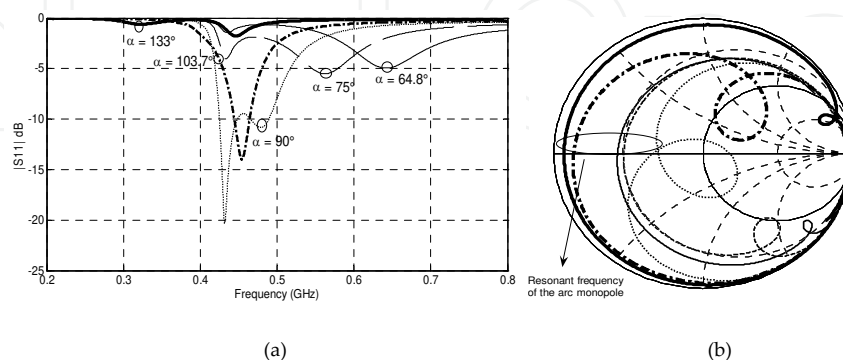 0
-5
-10
-15
-20
-25
|S11| dB
α = 133°
α = 103.7°
α = 75°
α = 64.8°
α = 90°
0.2 0.3 0.4 0.5 0.6 0.7 0.8
Frequency (GHz)
Resonant frequency
of the arc monopole
(a) (b)